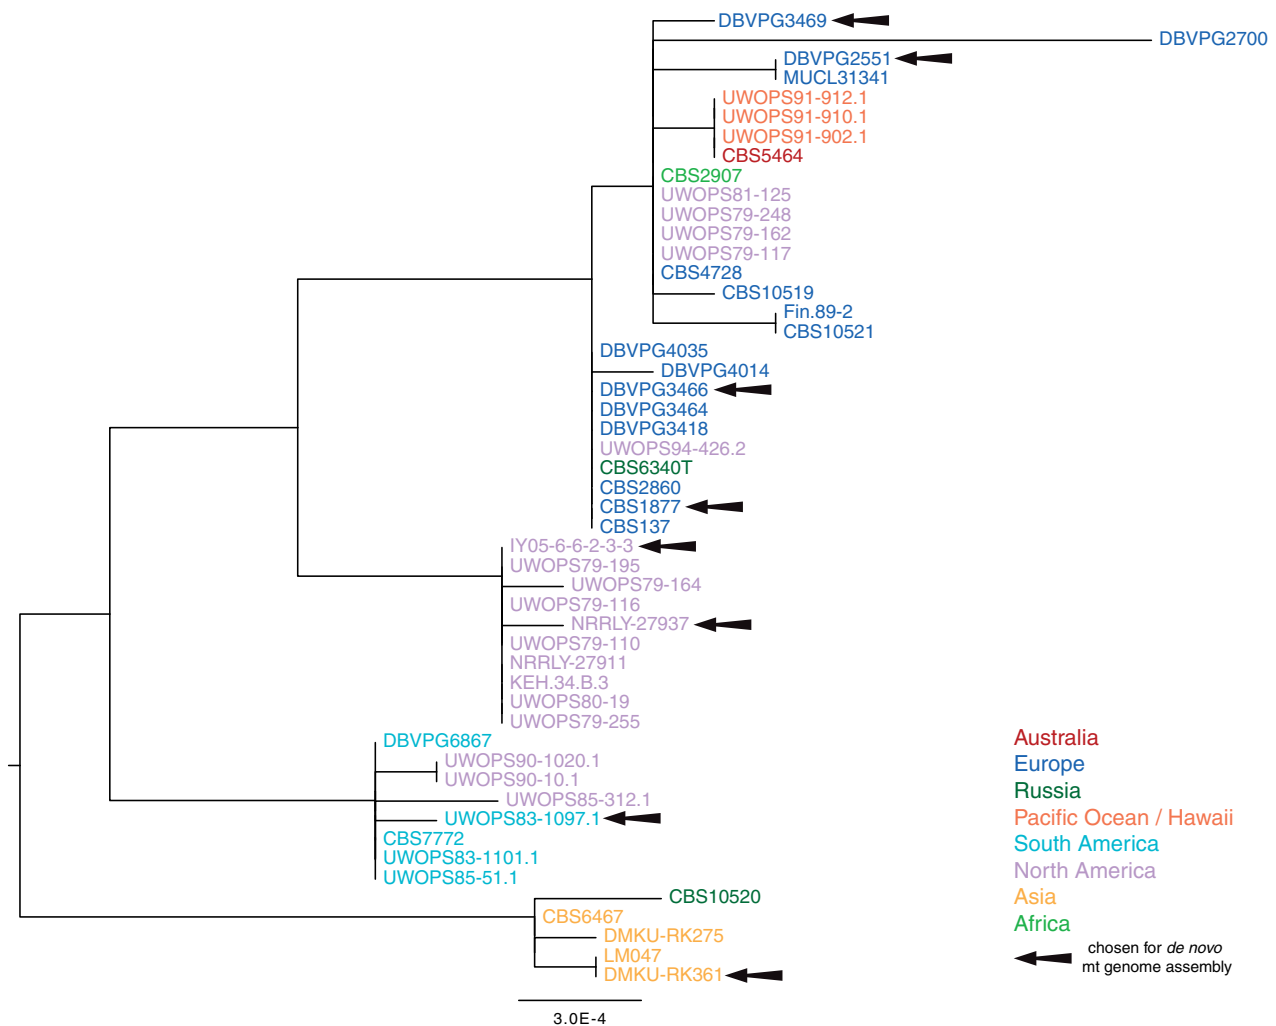 DBVPG3469
DBVPG2700
DBVPG2551
MUCL31341
UWOPS91-912.1
UWOPS91-910.1
UWOPS91-902.1
CBS5464
CBS2907
UWOPS81-125
UWOPS79-248
UWOPS79-162
UWOPS79-117
CBS4728
CBS10519
Fin.89-2
CBS10521
DBVPG4035
DBVPG4014
DBVPG3466
DBVPG3464
DBVPG3418
UWOPS94-426.2
CBS6340T
CBS2860
CBS1877
CBS137
IY05-6-6-2-3-3
UWOPS79-195
UWOPS79-164
UWOPS79-116
NRRLY-27937
UWOPS79-110
NRRLY-27911
KEH.34.B.3
UWOPS80-19
UWOPS79-255
DBVPG6867
UWOPS90-1020.1
UWOPS90-10.1
UWOPS85-312.1
UWOPS83-1097.1
CBS7772
UWOPS83-1101.1
UWOPS85-51.1
CBS10520
CBS6467
DMKU-RK275
LM047
DMKU-RK361
3.0E-4
Australia
Europe
Russia
Pacific Ocean / Hawaii
South America
North America
Asia
Africa
chosen for de novo
mt genome assembly